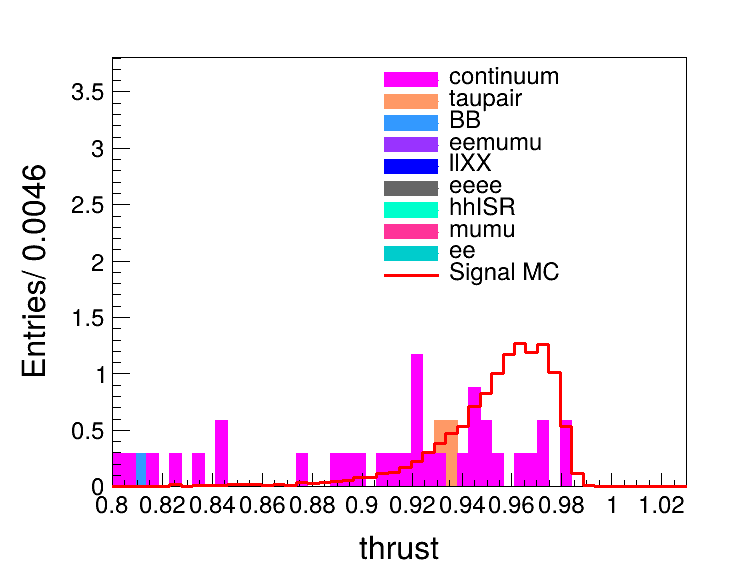 continuum
taupair
BB
eemumu
llXX
eeee
hhISR
mumu
ee
Signal MC
Entries/ 0.0046
3.5
3
2.5
2
1.5
1
0.5
0
0.8 0.82 0.84 0.86 0.88 0.9 0.92 0.94 0.96 0.98 1 1.02
thrust